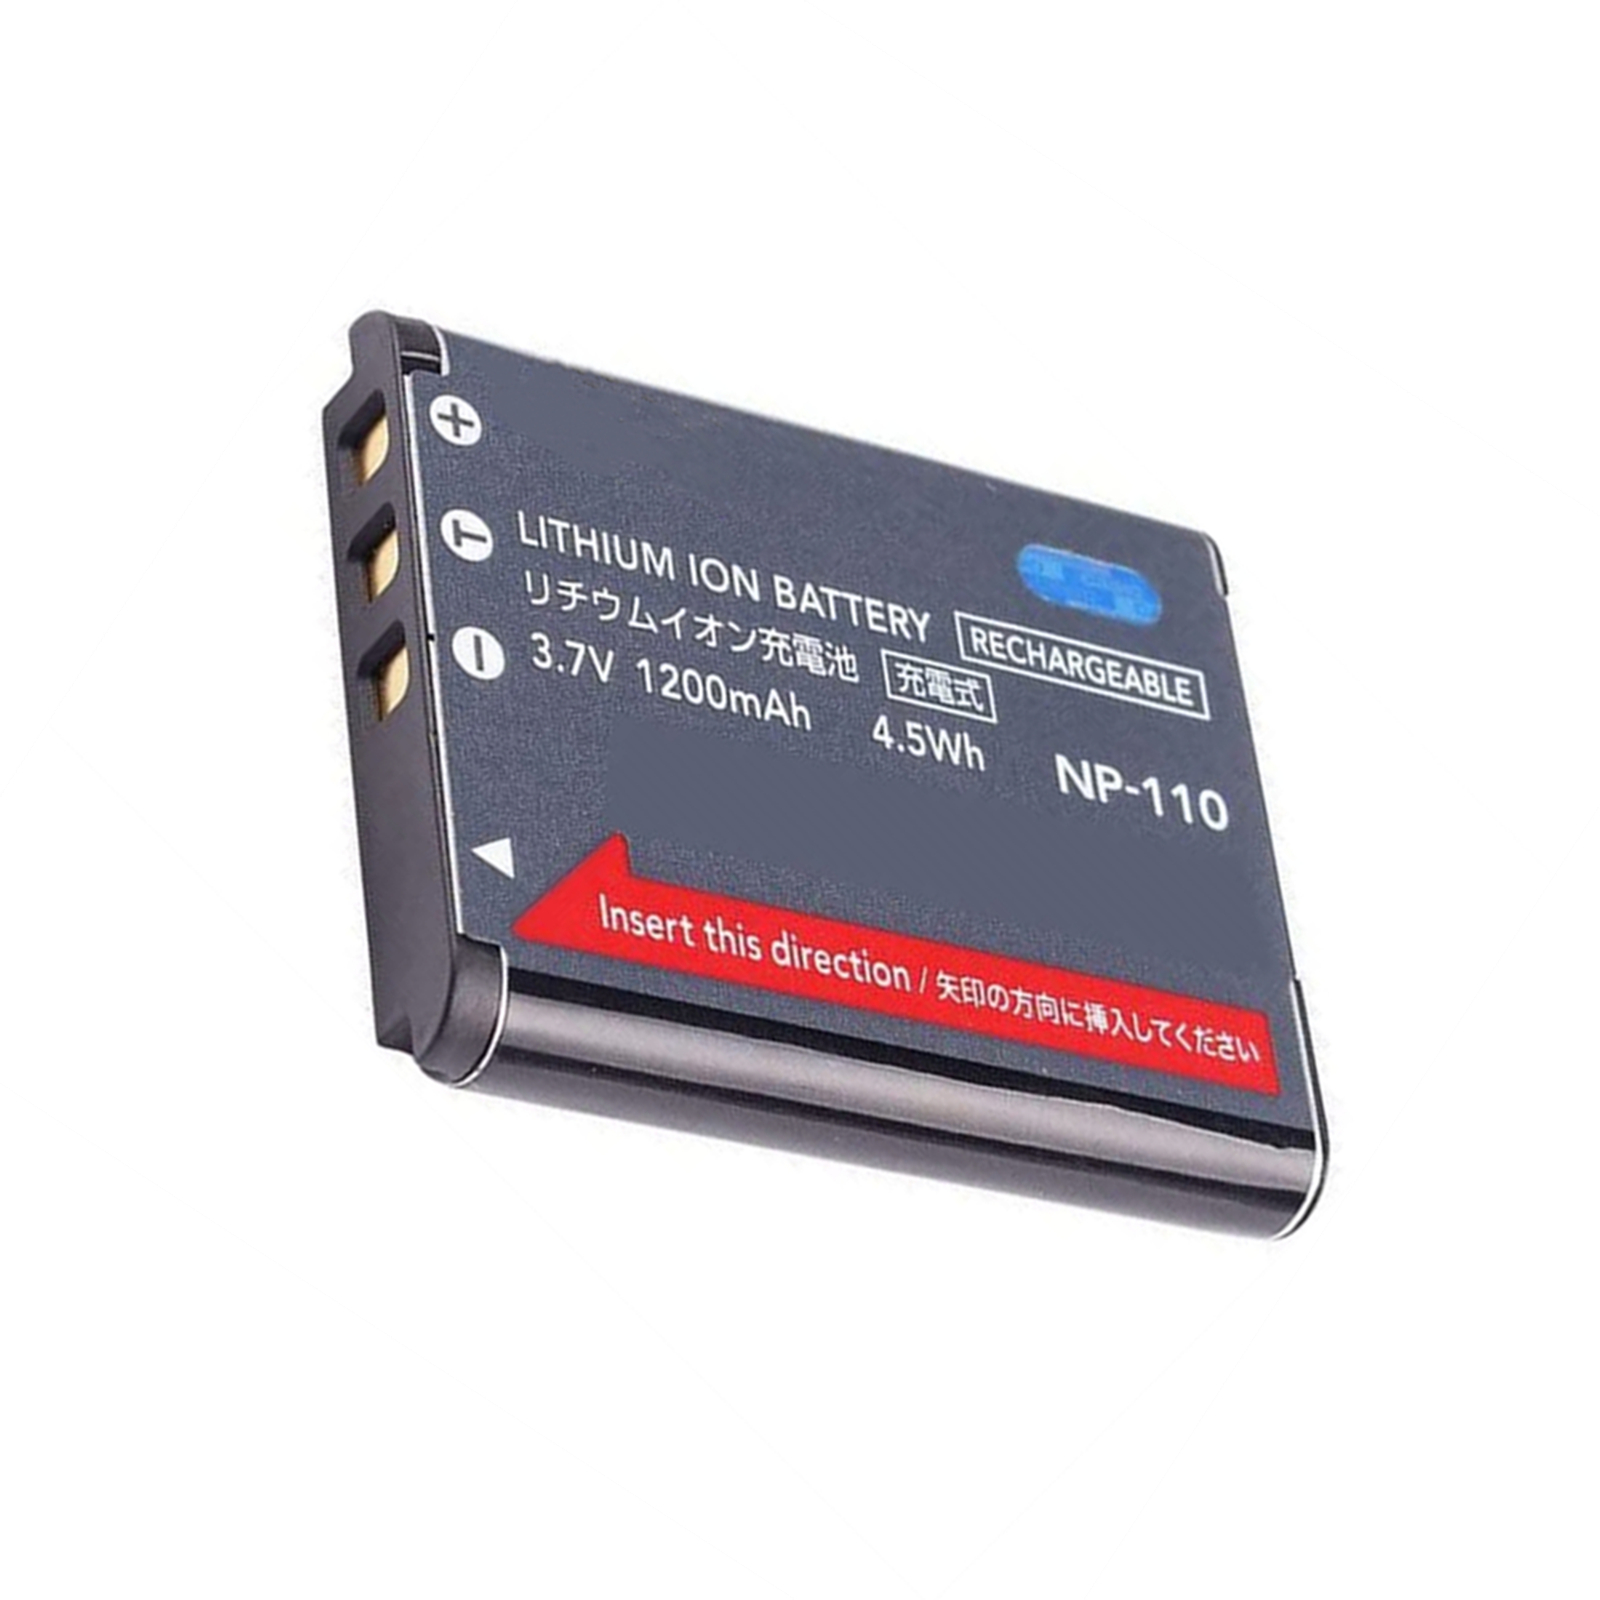 +
T
−
LITHIUM ION BATTERY RECHARGEABLE
リチウムイオン充電池 充電式
3.7V 1200mAh 4.5Wh NP-110
Insert this direction / 矢印の方向に挿入してください